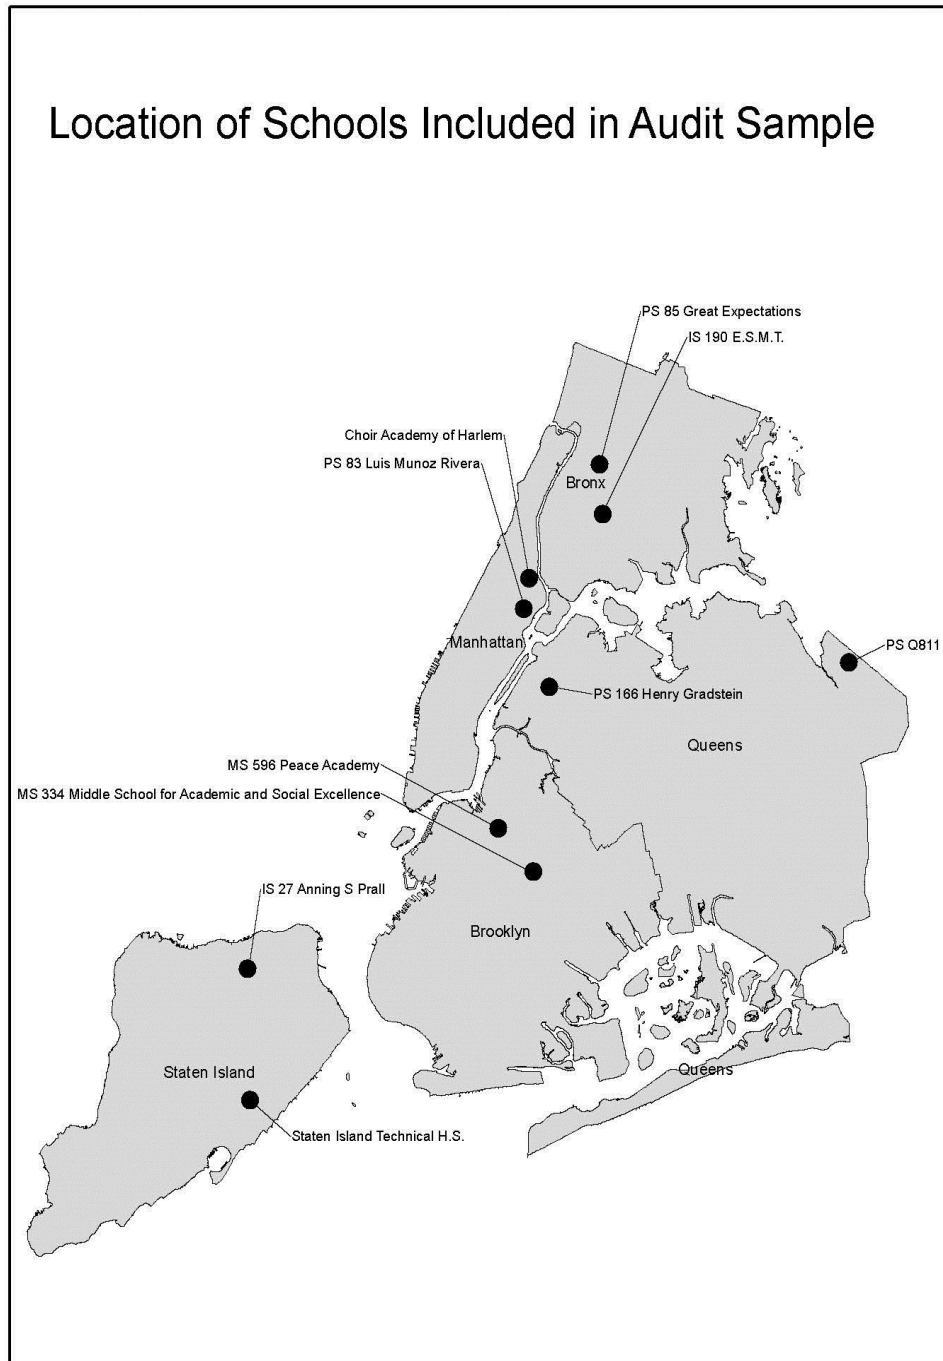 Location of Schools Included in Audit Sample
PS 85 Great Expectations
IS 190 E.S.M.T.
Choir Academy of Harlem
PS 83 Luis Munoz Rivera
Bronx
Manhattan
PS Q811
PS 166 Henry Gradstein
Queens
MS 596 Peace Academy
MS 334 Middle School for Academic and Social Excellence
IS 27 Anning S Prall
Brooklyn
Staten Island
Queens
Staten Island Technical H.S.